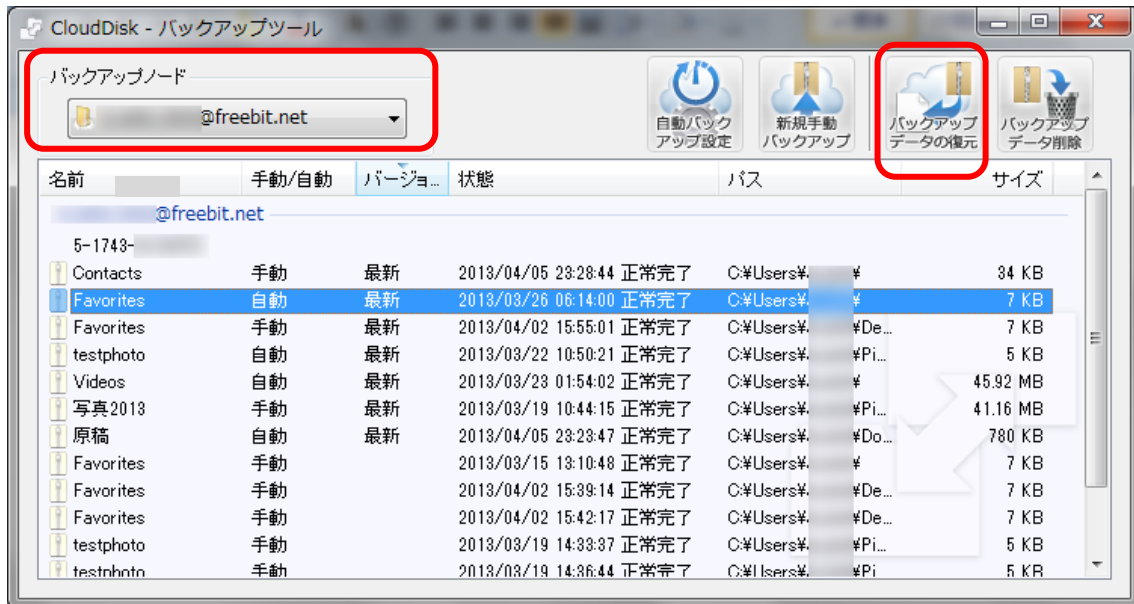 CloudDisk - バックアップツール
バックアップノード
@freebit.net
自動バック
アップ設定
新規手動
バックアップ
バックアップ
データの復元
バックアップ
データ削除
名前 手動/自動 バージョ... 状態 パス サイズ
@freebit.net
5-1743-
Contacts 手動 最新 2013/04/05 23:28:44 正常完了 C:¥Users¥ ¥ 34 KB
Favorites 自動 最新 2013/03/26 06:14:00 正常完了 C:¥Users¥ ¥ 7 KB
Favorites 手動 最新 2013/04/02 15:55:01 正常完了 C:¥Users¥ ¥De... 7 KB
testphoto 自動 最新 2013/03/22 10:50:21 正常完了 C:¥Users¥ ¥Pi... 5 KB
Videos 自動 最新 2013/03/23 01:54:02 正常完了 C:¥Users¥ ¥ 45.92 MB
写真2013 手動 最新 2013/03/19 10:44:15 正常完了 C:¥Users¥ ¥Pi... 41.16 MB
原稿 自動 最新 2013/04/05 23:23:47 正常完了 C:¥Users¥ ¥Do... 780 KB
Favorites 手動 2013/03/15 13:10:48 正常完了 C:¥Users¥ ¥ 7 KB
Favorites 手動 2013/04/02 15:39:14 正常完了 C:¥Users¥ ¥De... 7 KB
Favorites 手動 2013/04/02 15:42:17 正常完了 C:¥Users¥ ¥De... 7 KB
testphoto 手動 2013/03/19 14:33:37 正常完了 C:¥Users¥ ¥Pi... 5 KB
testphoto 手動 2013/03/19 14:36:44 正常完了 C:¥Users¥ ¥Pi 5 KB